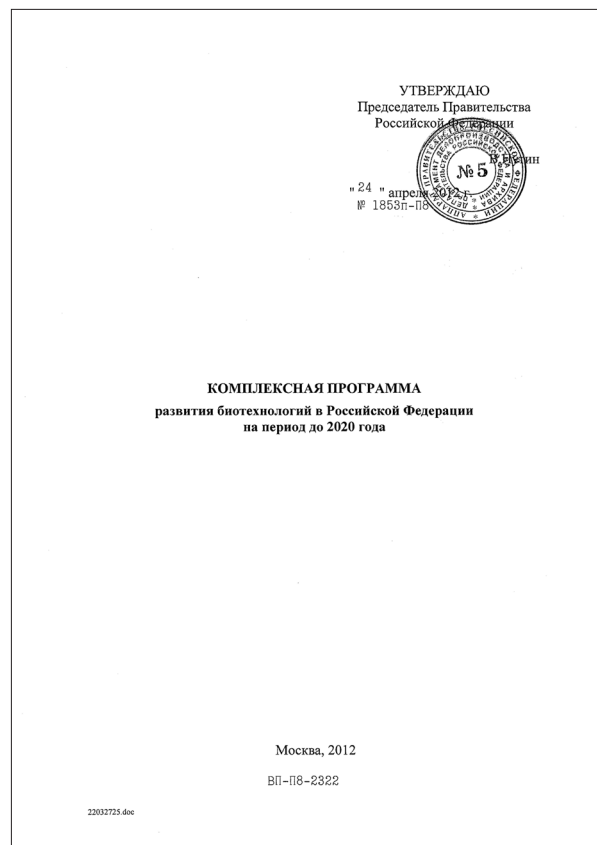 УТВЕРЖДАЮ
Председатель Правительства
Российской Федерации
" 24 " апреля 2012 г.
№ 1853п-П8
№ 5
КОМПЛЕКСНАЯ ПРОГРАММА
развития биотехнологий в Российской Федерации
на период до 2020 года
Москва, 2012
ВП-П8-2322
22032725.doc